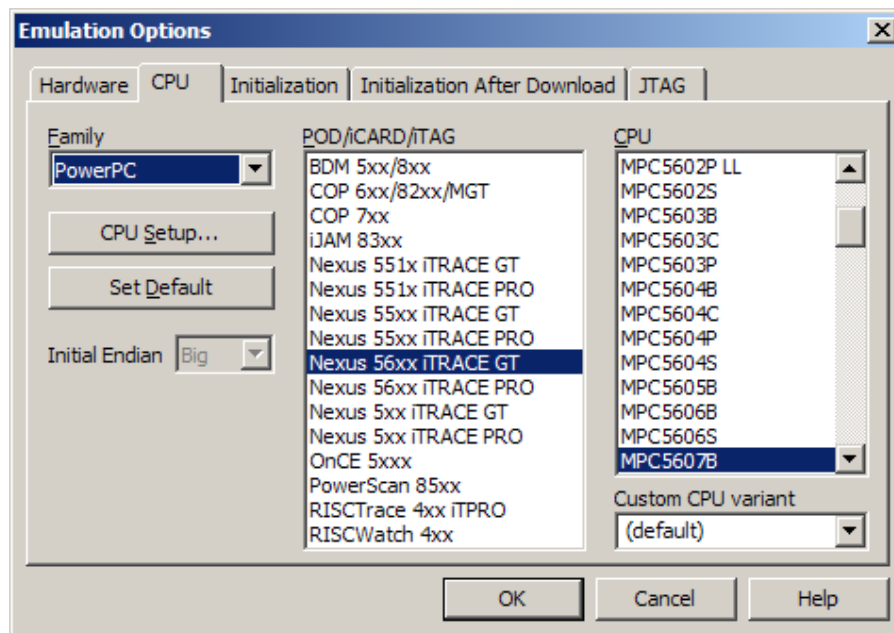 Emulation Options
Hardware
CPU
Initialization
Initialization After Download
JTAG
Family
PowerPC
CPU Setup...
Set Default
Initial Endian
Big
POD/iCARD/iTAG
BDM 5xx/8xx
COP 6xx/82xx/MGT
COP 7xx
iJAM 83xx
Nexus 551x iTRACE GT
Nexus 551x iTRACE PRO
Nexus 55xx iTRACE GT
Nexus 55xx iTRACE PRO
Nexus 56xx iTRACE GT
Nexus 56xx iTRACE PRO
Nexus 5xx iTRACE GT
Nexus 5xx iTRACE PRO
OnCE 5xxx
PowerScan 85xx
RISCTrace 4xx iTPRO
RISCWatch 4xx
CPU
MPC5602P LL
MPC5602S
MPC5603B
MPC5603C
MPC5603P
MPC5604B
MPC5604C
MPC5604P
MPC5604S
MPC5605B
MPC5606B
MPC5606S
MPC5607B
Custom CPU variant
(default)
OK
Cancel
Help